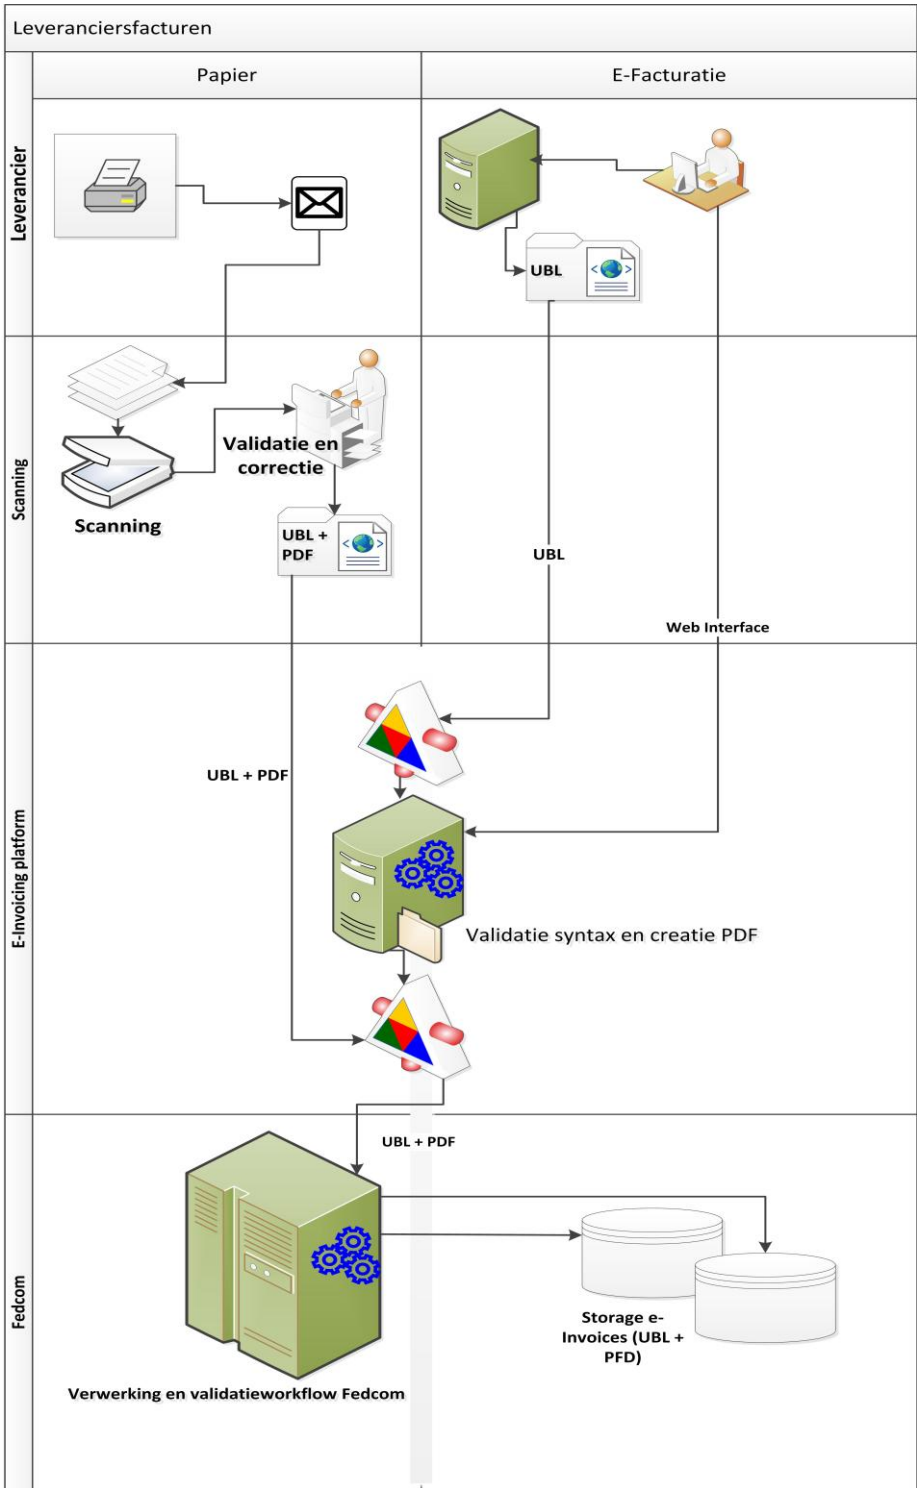 Leveranciersfacturen
Papier
E-Facturatie
Leverancier
UBL
Scanning
Validatie en
correctie
Scanning
UBL +
PDF
UBL
Web Interface
E-Invoicing platform
UBL + PDF
Validatie syntax en creatie PDF
Fedcom
UBL + PDF
Storage e-
Invoices (UBL +
PFD)
Verwerking en validatieworkflow Fedcom